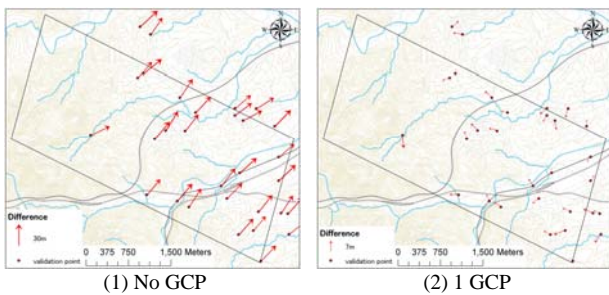 N
W E
S
Difference
30m
validation point
0 375 750 1,500 Meters
(1) No GCP
N
W E
S
Difference
7m
validation point
0 375 750 1,500 Meters
(2) 1 GCP